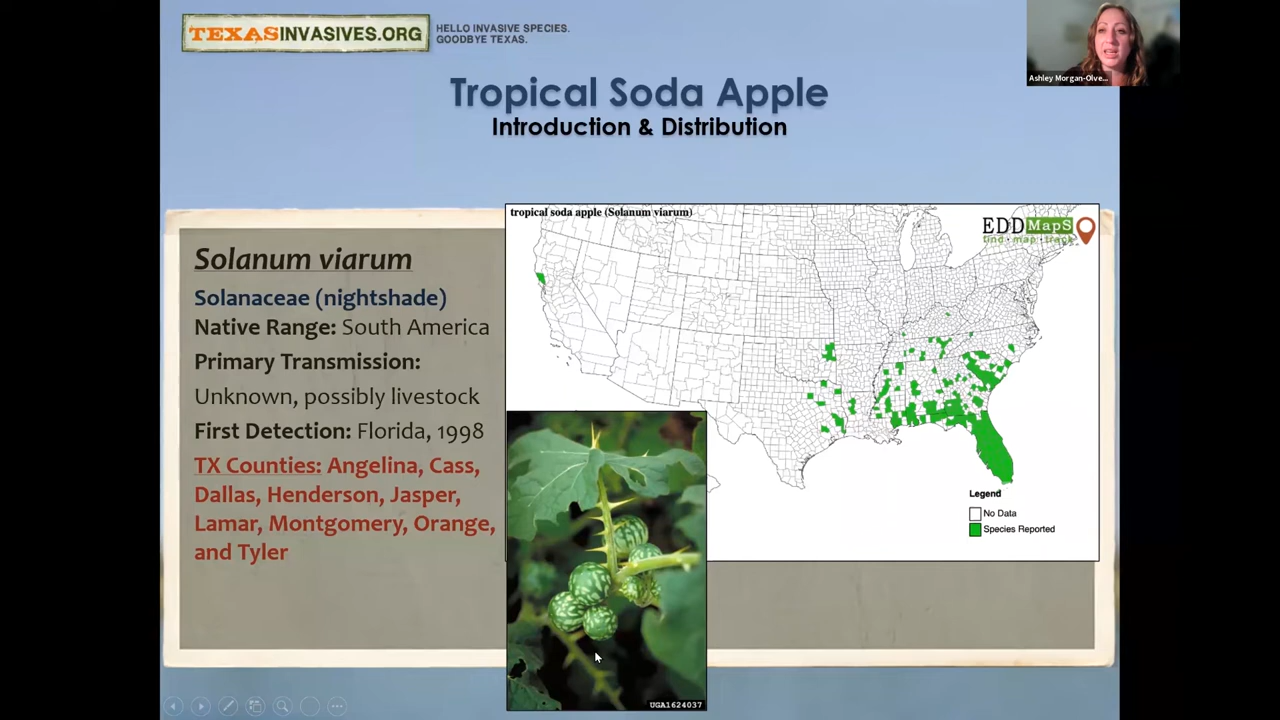 TEXASINVASIVES.ORG
HELLO INVASIVE SPECIES.
GOODBYE TEXAS.
Ashley Morgan-Olve...
Tropical Soda Apple
Introduction & Distribution
Solanum viarum
Solanaceae (nightshade)
Native Range: South America
Primary Transmission:
Unknown, possibly livestock
First Detection: Florida, 1998
TX Counties: Angelina, Cass,
Dallas, Henderson, Jasper,
Lamar, Montgomery, Orange,
and Tyler
tropical soda apple (Solanum viarum)
EDDMapS
find · map · track
Legend
No Data
Species Reported
UGA1624037